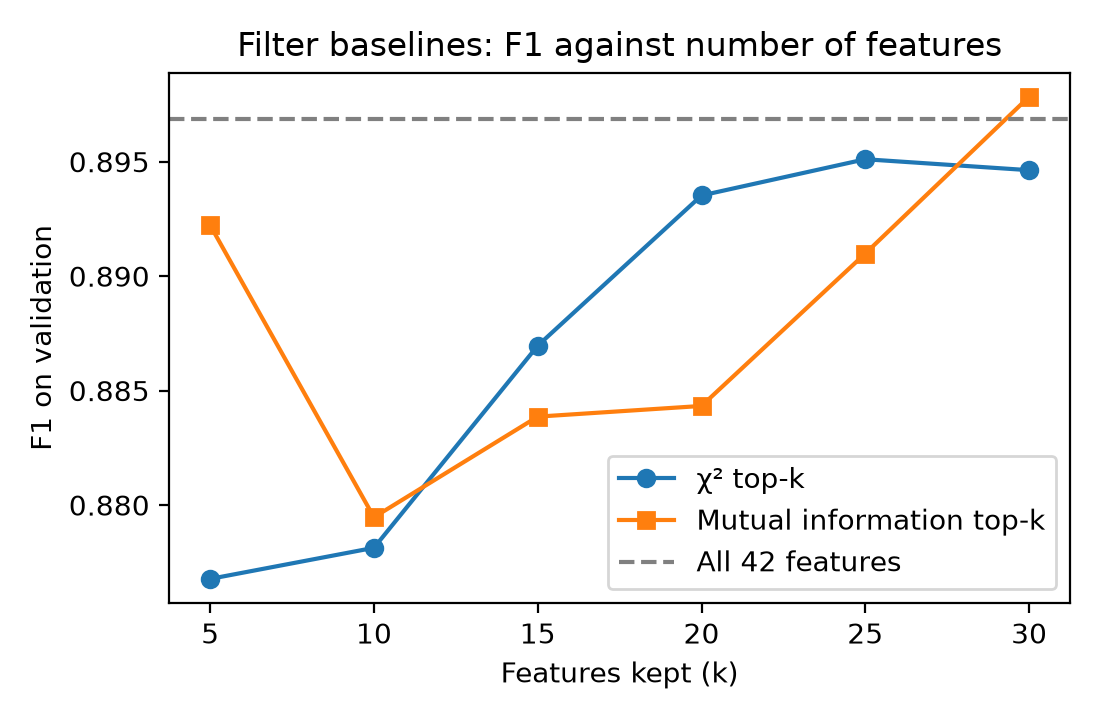 Filter baselines: F1 against number of features
F1 on validation
0.895
0.890
0.885
0.880
χ² top-k
Mutual information top-k
All 42 features
5 10 15 20 25 30
Features kept (k)